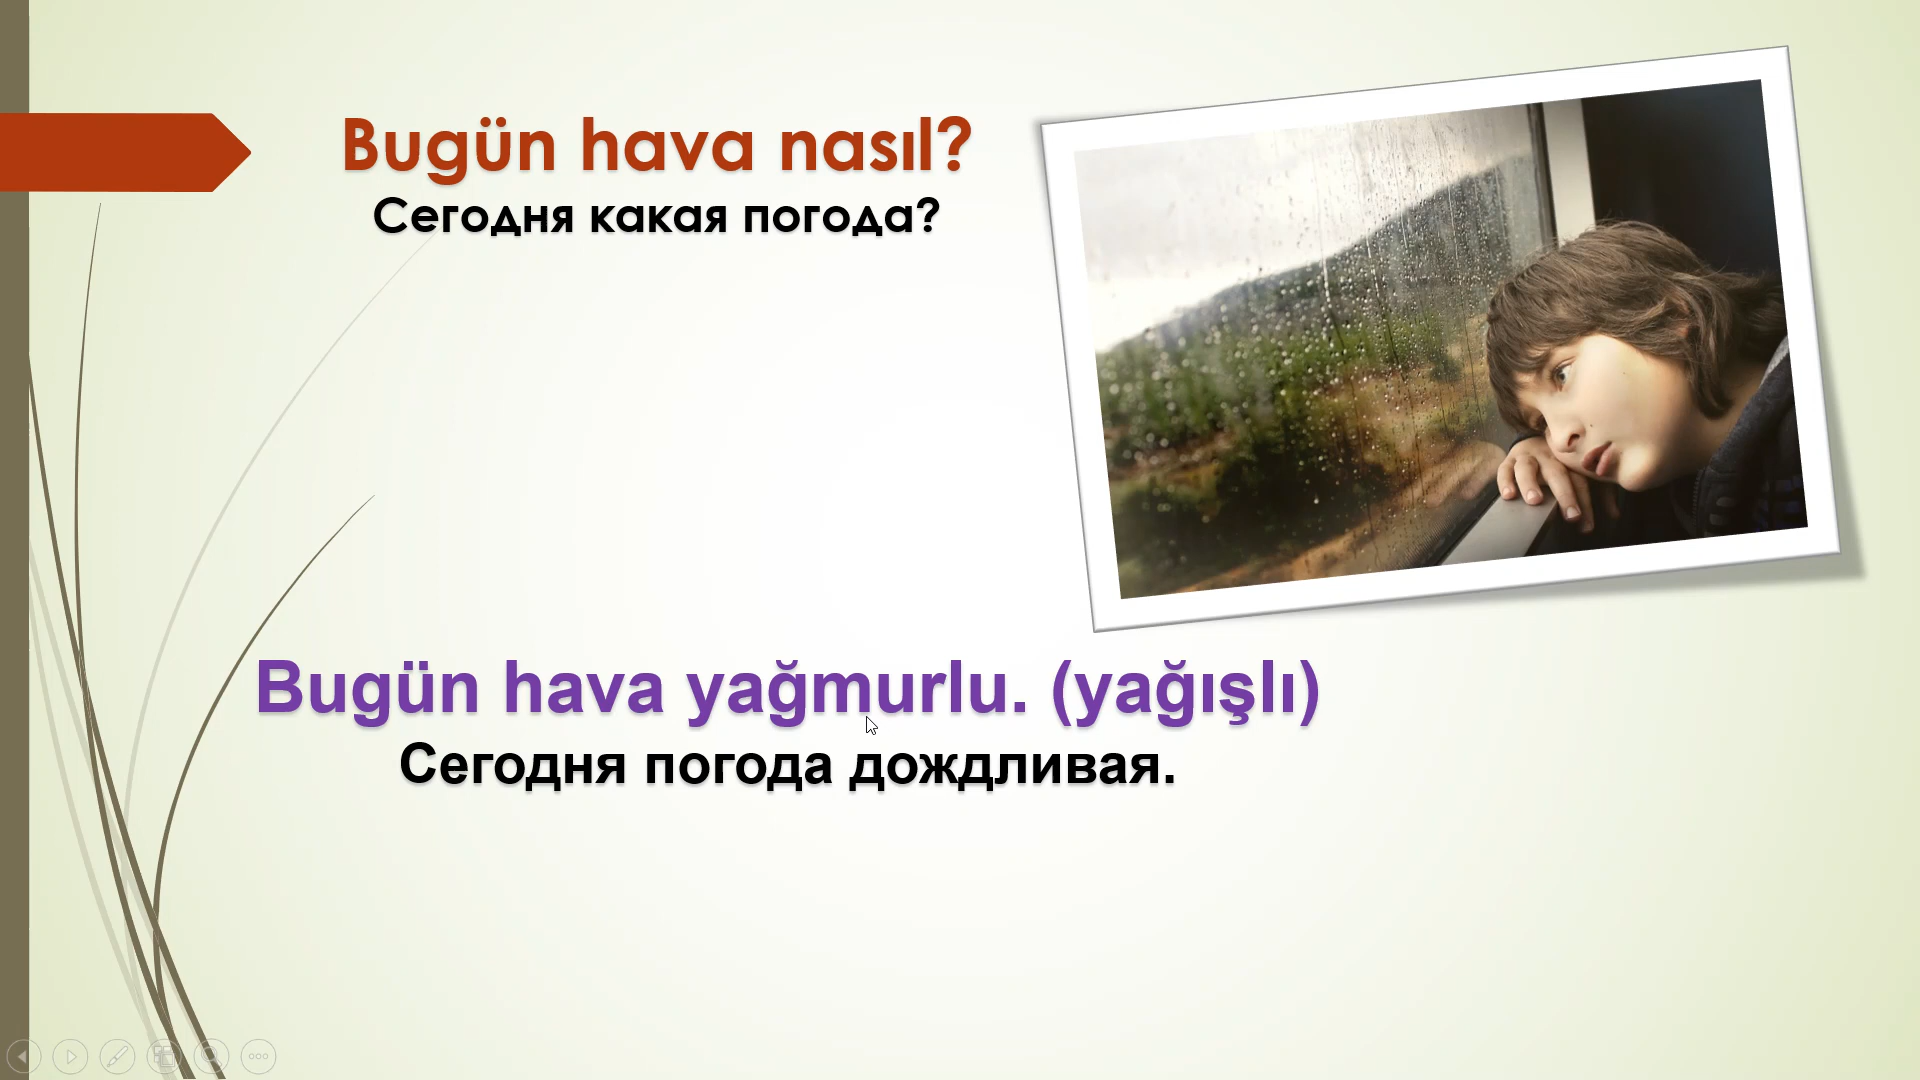 Bugün hava nasıl?
Сегодня какая погода?
Bugün hava yağmurlu. (yağışlı)
Сегодня погода дождливая.